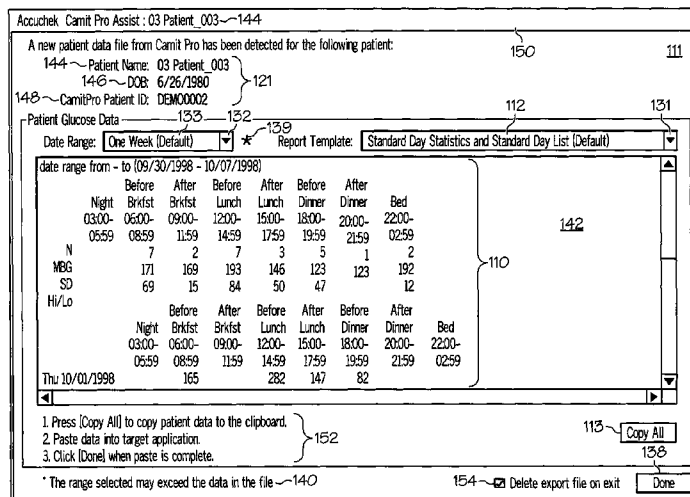 Accuchek Camit Pro Assist : 03 Patient_003 144
A new patient data file from Camit Pro has been detected for the following patient:
150
111
144 Patient Name: 03 Patient_003
146 DOB: 6/26/1980
121
148 CamitPro Patient ID: DEMO0002
Patient Glucose Data
133 132
139
112
131
Date Range: One Week (Default) * Report Template: Standard Day Statistics and Standard Day List (Default)
date range from - to (09/30/1998 - 10/07/1998)
Before After Before After Before After
Night Brkfst Brkfst Lunch Lunch Dinner Dinner Bed
03:00- 06:00- 09:00- 12:00- 15:00- 18:00- 20:00- 22:00-
05:59 08:59 11:59 14:59 17:59 19:59 21:59 02:59
142
N 7 2 7 3 5 1 2
MBG 171 169 193 146 123 123 192
110
SD 69 15 84 50 47 12
Hi/Lo
Before After Before After Before After
Night Brkfst Brkfst Lunch Lunch Dinner Dinner Bed
03:00- 06:00- 09:00- 12:00- 15:00- 18:00- 20:00- 22:00-
05:59 08:59 11:59 14:59 17:59 19:59 21:59 02:59
Thu 10/01/1998 165 282 147 82
1. Press [Copy All] to copy patient data to the clipboard.
2. Paste data into target application.
152
113 Copy All
3. Click [Done] when paste is complete.
138
* The range selected may exceed the data in the file 140
154 Delete export file on exit Done